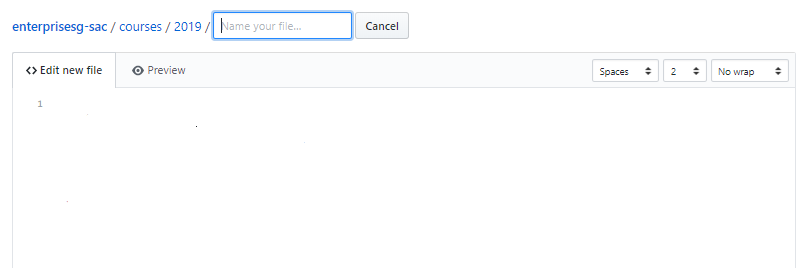 enterprisesg-sac / courses / 2019 / Name your file... Cancel
<> Edit new file Preview Spaces 2 No wrap
1